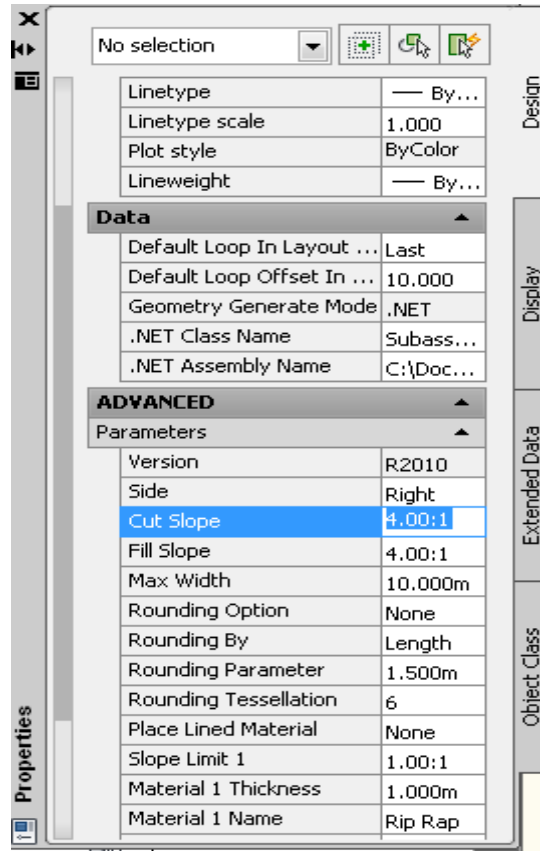 No selection
Linetype By...
Linetype scale 1.000
Plot style ByColor
Lineweight By...
Data
Default Loop In Layout ... Last
Default Loop Offset In ... 10.000
Geometry Generate Mode .NET
.NET Class Name Subass...
.NET Assembly Name C:\Doc...
ADVANCED
Parameters
Version R2010
Side Right
Cut Slope 4.00:1
Fill Slope 4.00:1
Max Width 10.000m
Rounding Option None
Rounding By Length
Rounding Parameter 1.500m
Rounding Tessellation 6
Place Lined Material None
Slope Limit 1 1.00:1
Material 1 Thickness 1.000m
Material 1 Name Rip Rap
Properties
Design
Display
Extended Data
Object Class